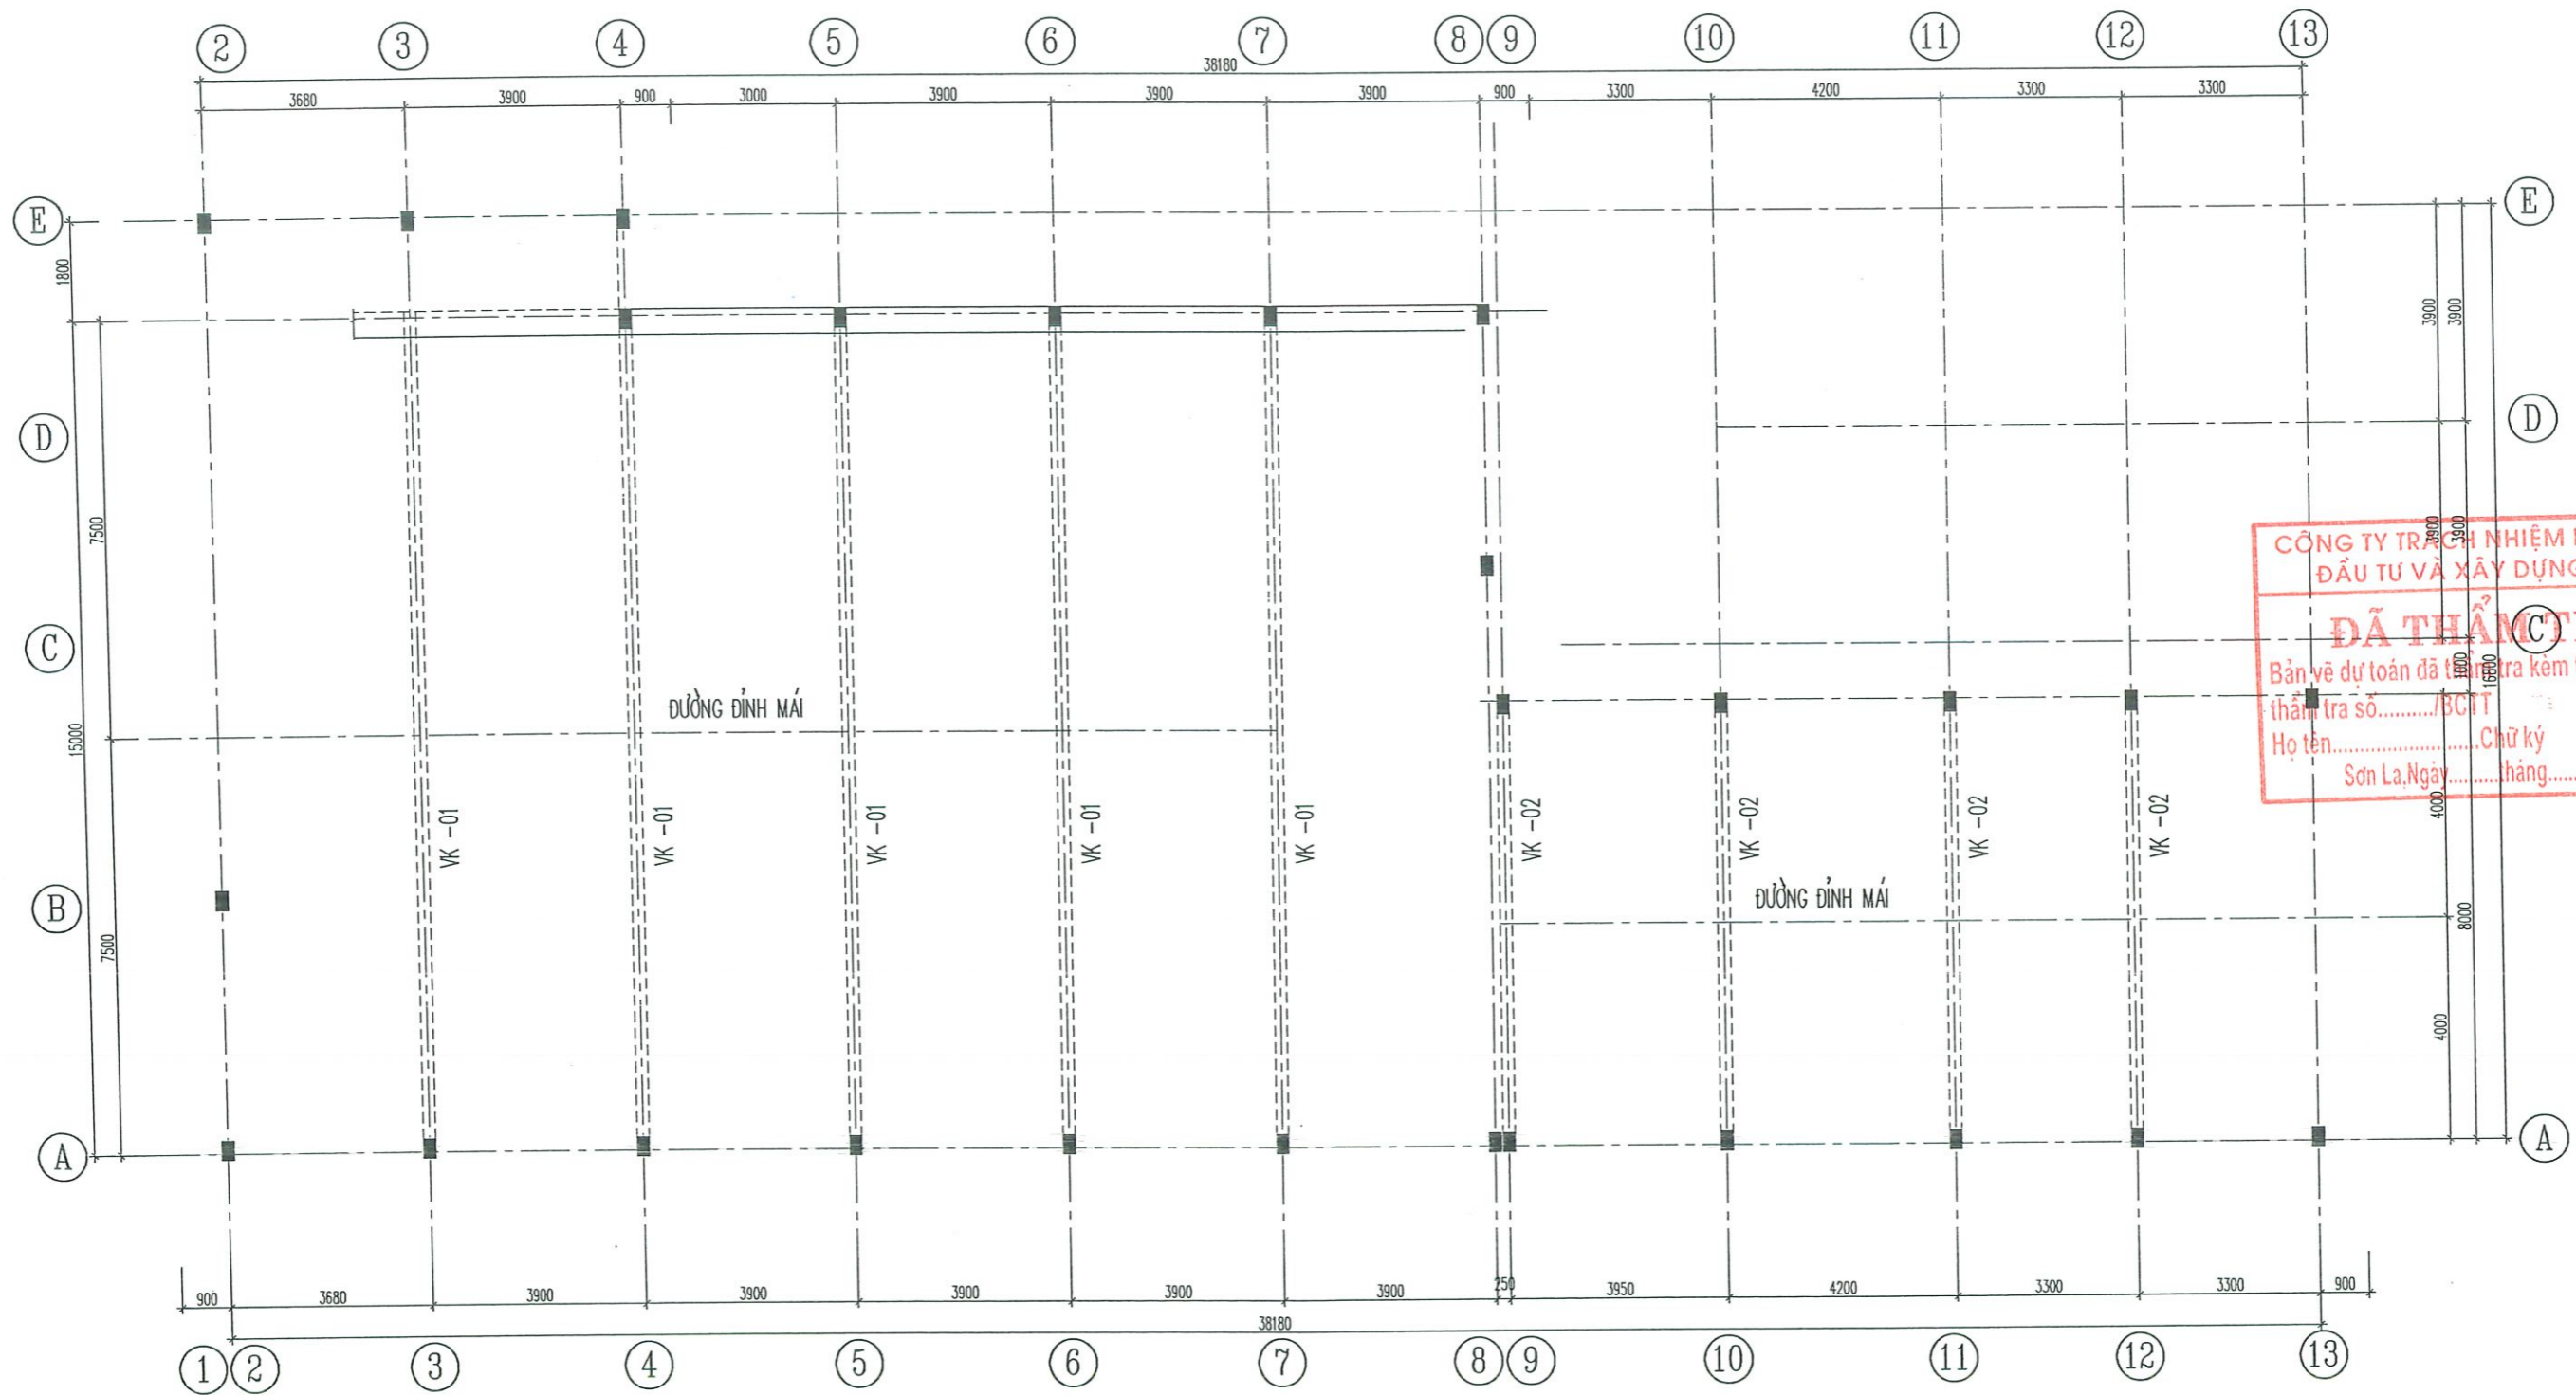 2 3 4 5 6 7 8 9 10 11 12 13
38180
3680 3900 900 3000 3900 3900 3900 900 3300 4200 3300 3300
E E
1800
3900 3900
D D
7500
3900 3900
CÔNG TY TRÁCH NHIỆM
ĐẦU TƯ VÀ XÂY DỰNG
ĐÃ THẨM T
C C
Bản vẽ dự toán đã thẩm tra kèm
1000 16800
thẩm tra số........../BCTT
Họ tên..........................Chữ ký
Sơn La,Ngày..........tháng.......
ĐƯỜNG ĐỈNH MÁI
15000
4000
VK -01 VK -01 VK -01 VK -01 VK -01 VK -02 VK -02 VK -02 VK -02
ĐƯỜNG ĐỈNH MÁI
B
7500
8000
4000
A A
900 3680 3900 3900 3900 3900 3900 250 3950 4200 3300 3300 900
38180
1 2 3 4 5 6 7 8 9 10 11 12 13